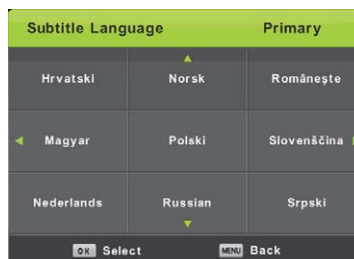 Subtitle Language Primary
Hrvatski Norsk Româneşte
Magyar Polski Slovenščina
Nederlands Russian Srpski
OK Select MENU Back